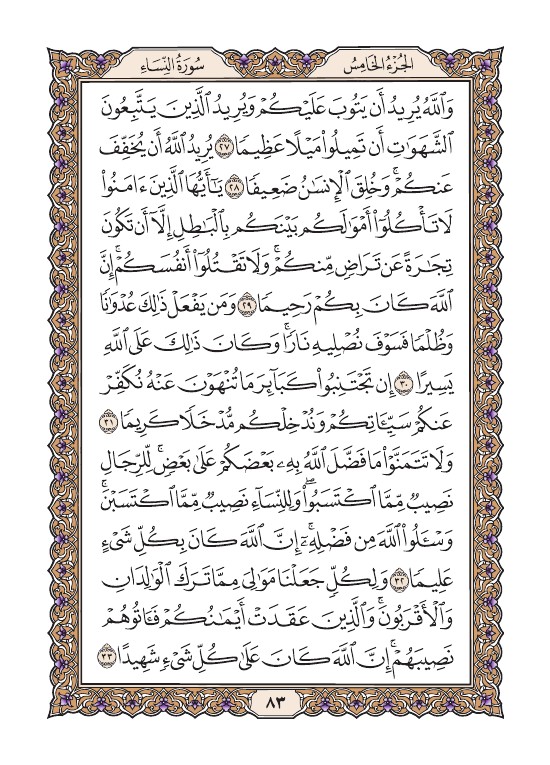 الجُزْءُ الخَامِسُ
سُورَةُ النِّسَاءِ
وَٱللَّهُ يُرِيدُ أَن يَتُوبَ عَلَيْكُمْ وَيُرِيدُ ٱلَّذِينَ يَتَّبِعُونَ
ٱلشَّهَوَٰتِ أَن تَمِيلُوا۟ مَيْلًا عَظِيمًا ٢٧ يُرِيدُ ٱللَّهُ أَن يُخَفِّفَ
عَنكُمْ ۚ وَخُلِقَ ٱلْإِنسَٰنُ ضَعِيفًا ٢٨ يَٰٓأَيُّهَا ٱلَّذِينَ ءَامَنُوا۟
لَا تَأْكُلُوٓا۟ أَمْوَٰلَكُم بَيْنَكُم بِٱلْبَٰطِلِ إِلَّآ أَن تَكُونَ
تِجَٰرَةً عَن تَرَاضٍ مِّنكُمْ ۚ وَلَا تَقْتُلُوٓا۟ أَنفُسَكُمْ ۚ إِنَّ
ٱللَّهَ كَانَ بِكُمْ رَحِيمًا ٢٩ وَمَن يَفْعَلْ ذَٰلِكَ عُدْوَٰنًا
وَظُلْمًا فَسَوْفَ نُصْلِيهِ نَارًا ۚ وَكَانَ ذَٰلِكَ عَلَى ٱللَّهِ
يَسِيرًا ٣٠ إِن تَجْتَنِبُوا۟ كَبَآئِرَ مَا تُنْهَوْنَ عَنْهُ نُكَفِّرْ
عَنكُمْ سَيِّـَٔاتِكُمْ وَنُدْخِلْكُم مُّدْخَلًا كَرِيمًا ٣١
وَلَا تَتَمَنَّوْا۟ مَا فَضَّلَ ٱللَّهُ بِهِۦ بَعْضَكُمْ عَلَىٰ بَعْضٍ ۚ لِّلرِّجَالِ
نَصِيبٌ مِّمَّا ٱكْتَسَبُوا۟ ۖ وَلِلنِّسَآءِ نَصِيبٌ مِّمَّا ٱكْتَسَبْنَ ۚ
وَسْـَٔلُوا۟ ٱللَّهَ مِن فَضْلِهِۦٓ ۗ إِنَّ ٱللَّهَ كَانَ بِكُلِّ شَىْءٍ
عَلِيمًا ٣٢ وَلِكُلٍّ جَعَلْنَا مَوَٰلِىَ مِمَّا تَرَكَ ٱلْوَٰلِدَانِ
وَٱلْأَقْرَبُونَ ۚ وَٱلَّذِينَ عَقَدَتْ أَيْمَٰنُكُمْ فَـَٔاتُوهُمْ
نَصِيبَهُمْ ۚ إِنَّ ٱللَّهَ كَانَ عَلَىٰ كُلِّ شَىْءٍ شَهِيدًا ٣٣
٨٣